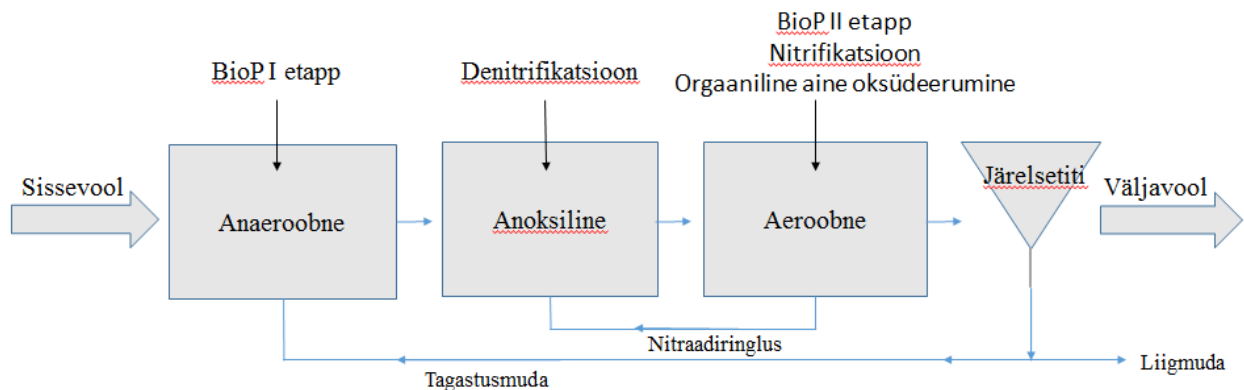 BioP II etapp
Nitrifikatsioon
Orgaaniline aine oksüdeerumine
BioP I etapp
Denitrifikatsioon
Sissevool
Anaeroobne
Anoksiline
Aeroobne
Järelsetiti
Väljavool
Nitraadiringlus
Tagastusmuda
Liigmuda